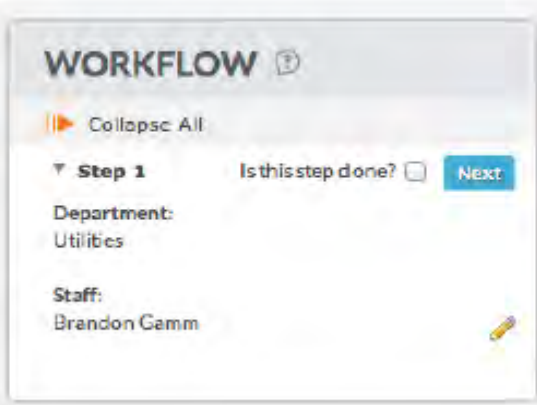 WORKFLOW ?
Collapse All
Step 1 Is this step done? Next
Department:
Utilities
Staff:
Brandon Gamm